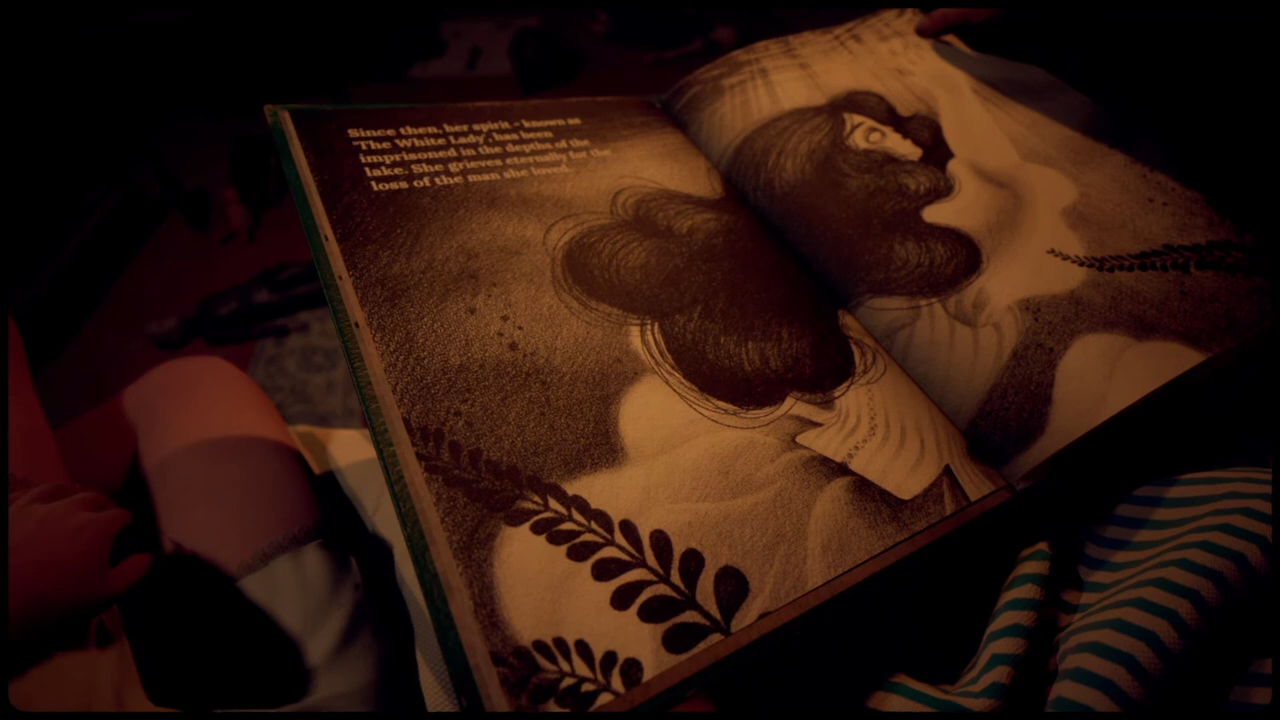 Since then, her spirit - known as
'The White Lady', has been
imprisoned in the depths of the
lake. She grieves eternally for the
loss of the man she loved.